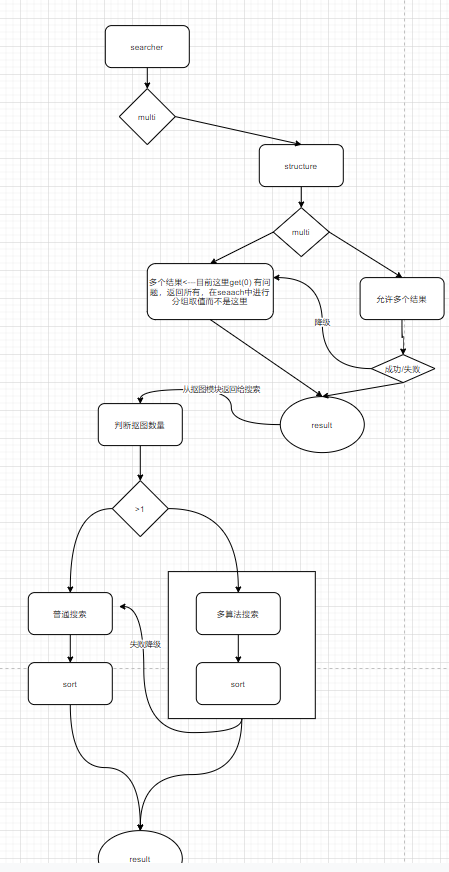 searcher
multi
structure
multi
多个结果<---目前这里get(0) 有问
题，返回所有，在seaach中进行
分组取值而不是这里
允许多个结果
降级
成功/失败
从抠图模块返回给搜索
判断抠图数量
result
>1
普通搜索
多算法搜索
失败降级
sort
sort
result